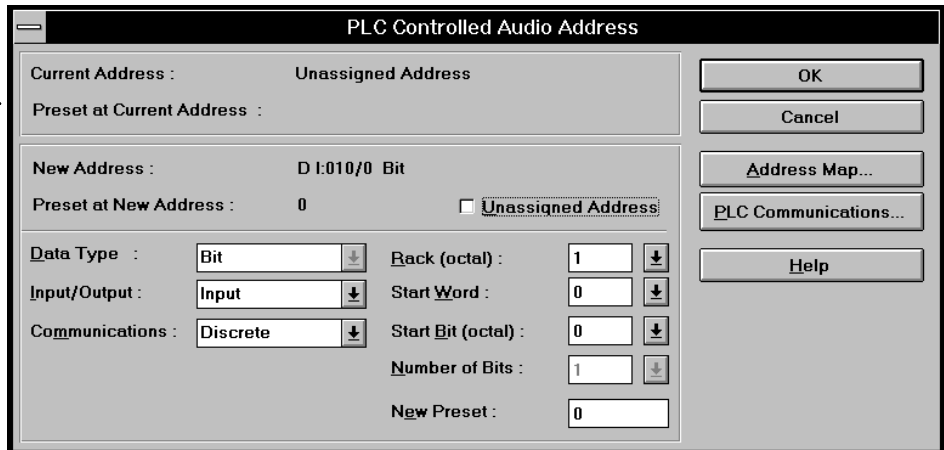 PLC Controlled Audio Address
Current Address : Unassigned Address
Preset at Current Address :
OK
Cancel
New Address : D I:010/0 Bit
Preset at New Address : 0 Unassigned Address
Address Map...
PLC Communications...
Help
Data Type : Bit
Input/Output : Input
Communications : Discrete
Rack (octal) : 1
Start Word : 0
Start Bit (octal) : 0
Number of Bits : 1
New Preset : 0